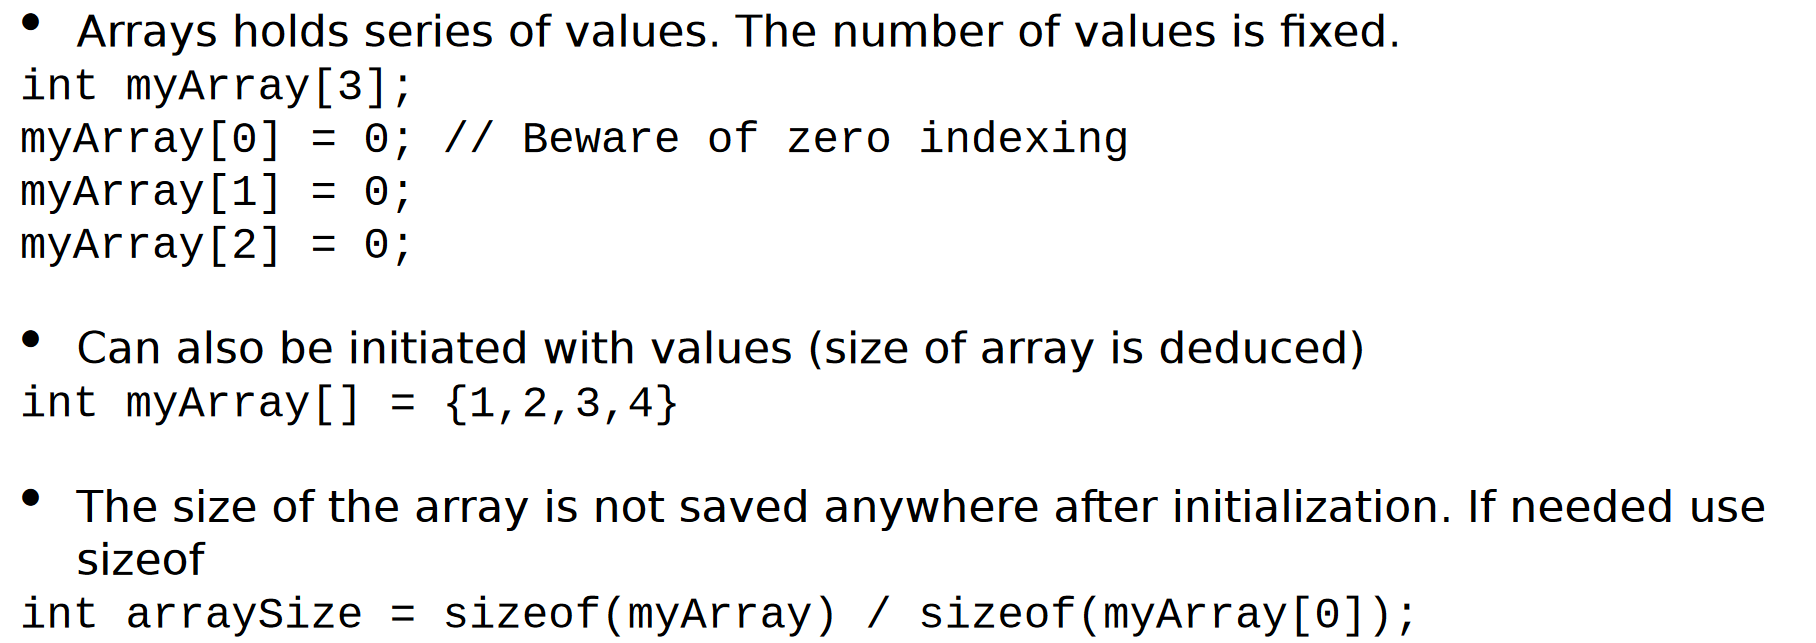 • Arrays holds series of values. The number of values is fixed.
int myArray[3];
myArray[0] = 0; // Beware of zero indexing
myArray[1] = 0;
myArray[2] = 0;
• Can also be initiated with values (size of array is deduced)
int myArray[] = {1,2,3,4}
• The size of the array is not saved anywhere after initialization. If needed use
sizeof
int arraySize = sizeof(myArray) / sizeof(myArray[0]);